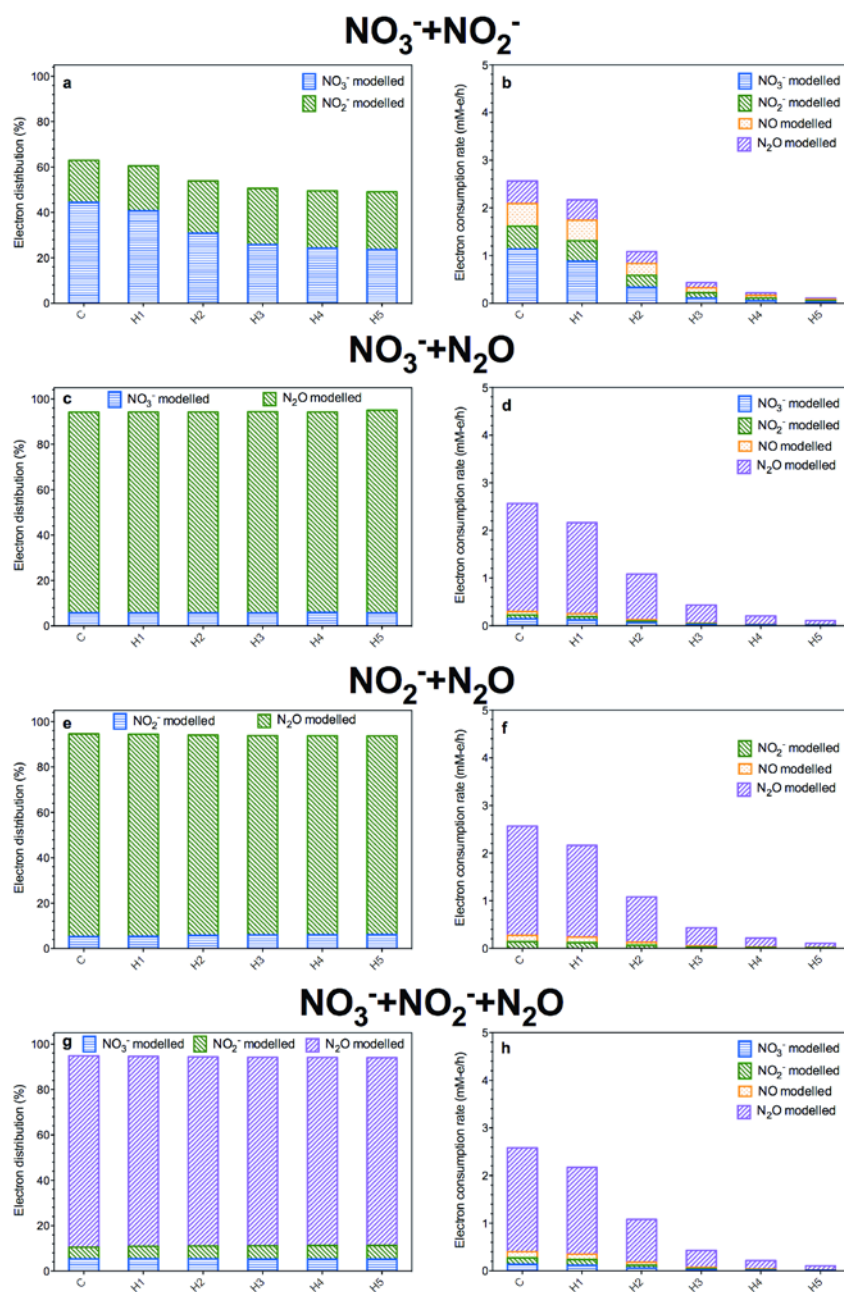 NO₃⁻+NO₂⁻
a
NO₃⁻ modelled
NO₂⁻ modelled
Electron distribution (%)
100
80
60
40
20
0
C H1 H2 H3 H4 H5
b
NO₃⁻ modelled
NO₂⁻ modelled
NO modelled
N₂O modelled
Electron consumption rate (mM-e/h)
5
4
3
2
1
0
C H1 H2 H3 H4 H5
NO₃⁻+N₂O
c NO₃⁻ modelled N₂O modelled
Electron distribution (%)
100
80
60
40
20
0
C H1 H2 H3 H4 H5
d
NO₃⁻ modelled
NO₂⁻ modelled
NO modelled
N₂O modelled
Electron consumption rate (mM-e/h)
5
4
3
2
1
0
C H1 H2 H3 H4 H5
NO₂⁻+N₂O
e NO₂⁻ modelled N₂O modelled
Electron distribution (%)
100
80
60
40
20
0
C H1 H2 H3 H4 H5
f
NO₂⁻ modelled
NO modelled
N₂O modelled
Electron consumption rate (mM-e/h)
5
4
3
2
1
0
C H1 H2 H3 H4 H5
NO₃⁻+NO₂⁻+N₂O
g NO₃⁻ modelled NO₂⁻ modelled N₂O modelled
Electron distribution (%)
100
80
60
40
20
0
C H1 H2 H3 H4 H5
h
NO₃⁻ modelled
NO₂⁻ modelled
NO modelled
N₂O modelled
Electron consumption rate (mM-e/h)
5
4
3
2
1
0
C H1 H2 H3 H4 H5